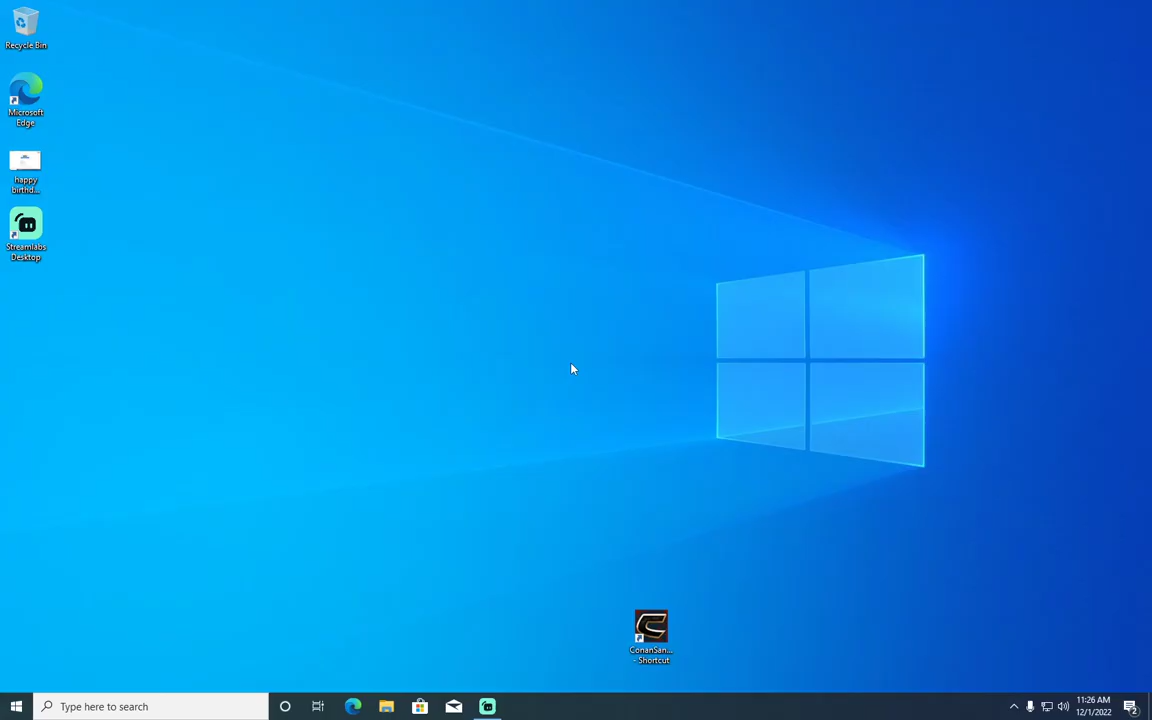 Recycle Bin
Microsoft
Edge
happy
birthd...
Streamlabs
Desktop
ConanSan...
- Shortcut
Type here to search
11:26 AM
12/1/2022
2